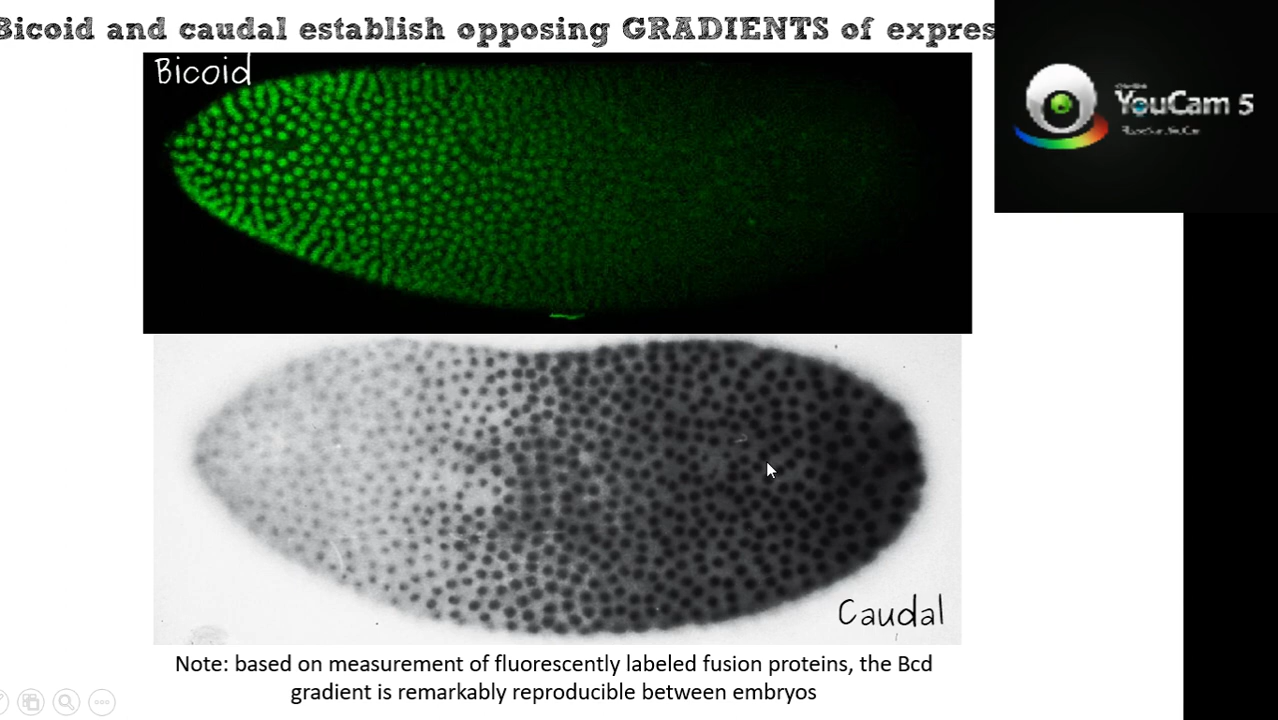 Bicoid and caudal establish opposing GRADIENTS of expres
Bicoid
YouCam 5
Caudal
Note: based on measurement of fluorescently labeled fusion proteins, the Bcd
gradient is remarkably reproducible between embryos